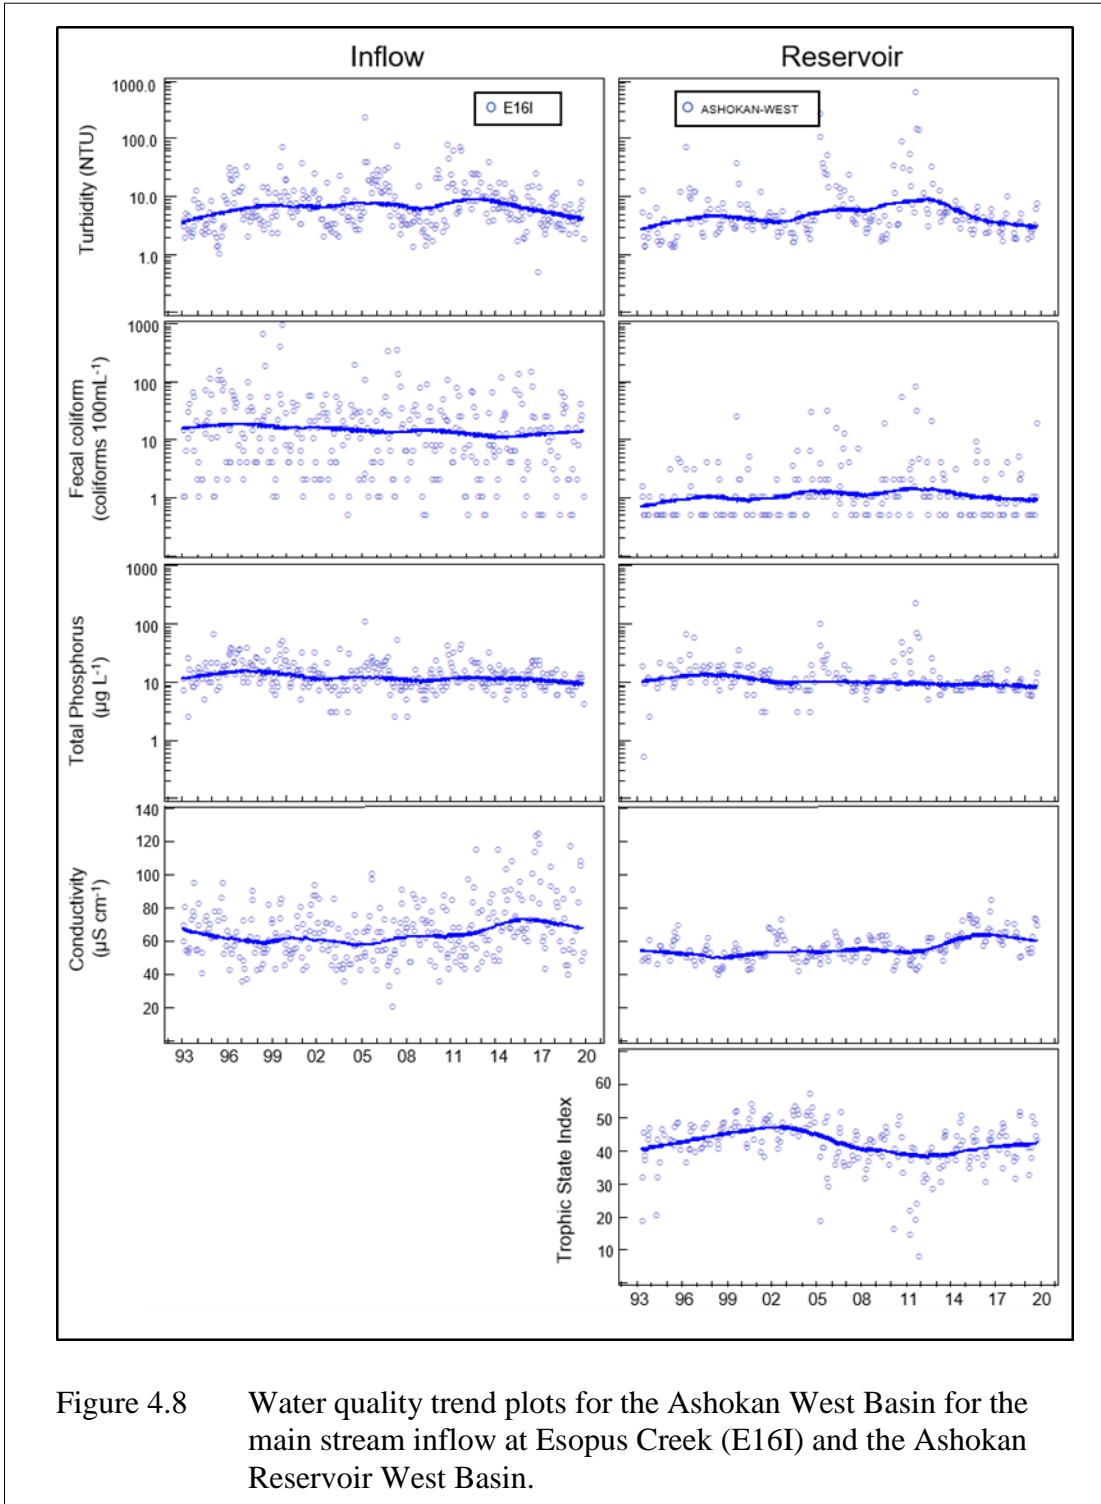 Inflow
Reservoir
Turbidity (NTU)
1000.0
100.0
10.0
1.0
E16I
ASHOKAN-WEST
Fecal coliform
(coliforms 100mL-1)
1000
100
10
1
Total Phosphorus
(µg L-1)
1000
100
10
1
Conductivity
(µS cm-1)
140
120
100
80
60
40
20
93 96 99 02 05 08 11 14 17 20
Trophic State Index
60
50
40
30
20
10
93 96 99 02 05 08 11 14 17 20
Figure 4.8 Water quality trend plots for the Ashokan West Basin for the
main stream inflow at Esopus Creek (E16I) and the Ashokan
Reservoir West Basin.